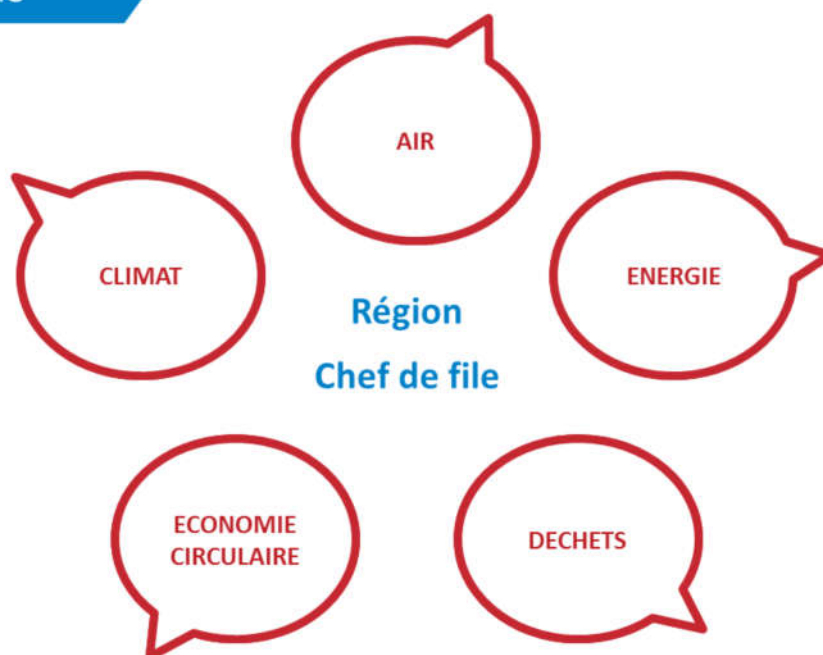 AIR
CLIMAT
ENERGIE
Région
Chef de file
ECONOMIE
CIRCULAIRE
DECHETS